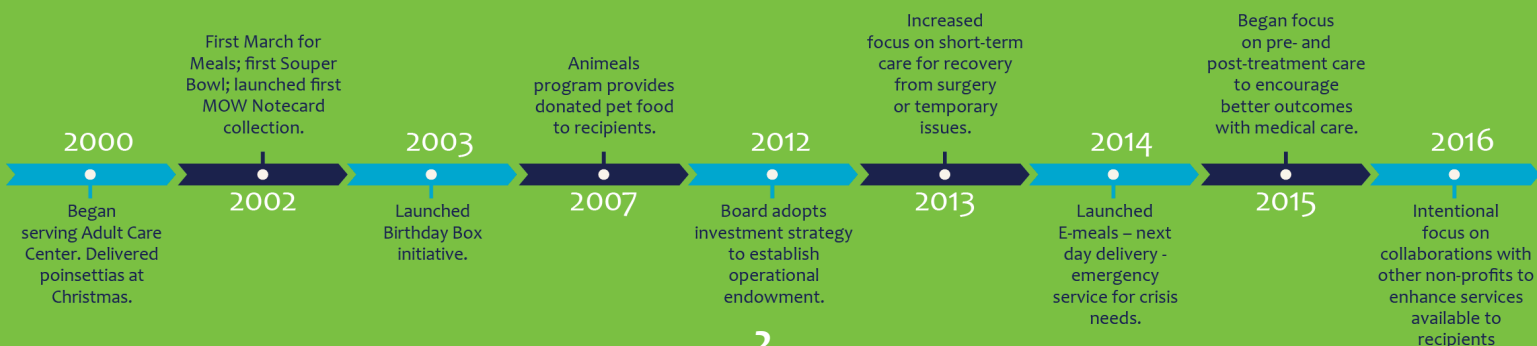 2000
Began
serving Adult Care
Center. Delivered
poinsettias at
Christmas.
First March for
Meals; first Souper
Bowl; launched first
MOW Notecard
collection.
2002
2003
Launched
Birthday Box
initiative.
Animeals
program provides
donated pet food
to recipients.
2007
2012
Board adopts
investment strategy
to establish
operational
endowment.
Increased
focus on short-term
care for recovery
from surgery
or temporary
issues.
2013
2014
Launched
E-meals – next
day delivery -
emergency
service for crisis
needs.
Began focus
on pre- and
post-treatment care
to encourage
better outcomes
with medical care.
2015
2016
Intentional
focus on
collaborations with
other non-profits to
enhance services
available to
recipients